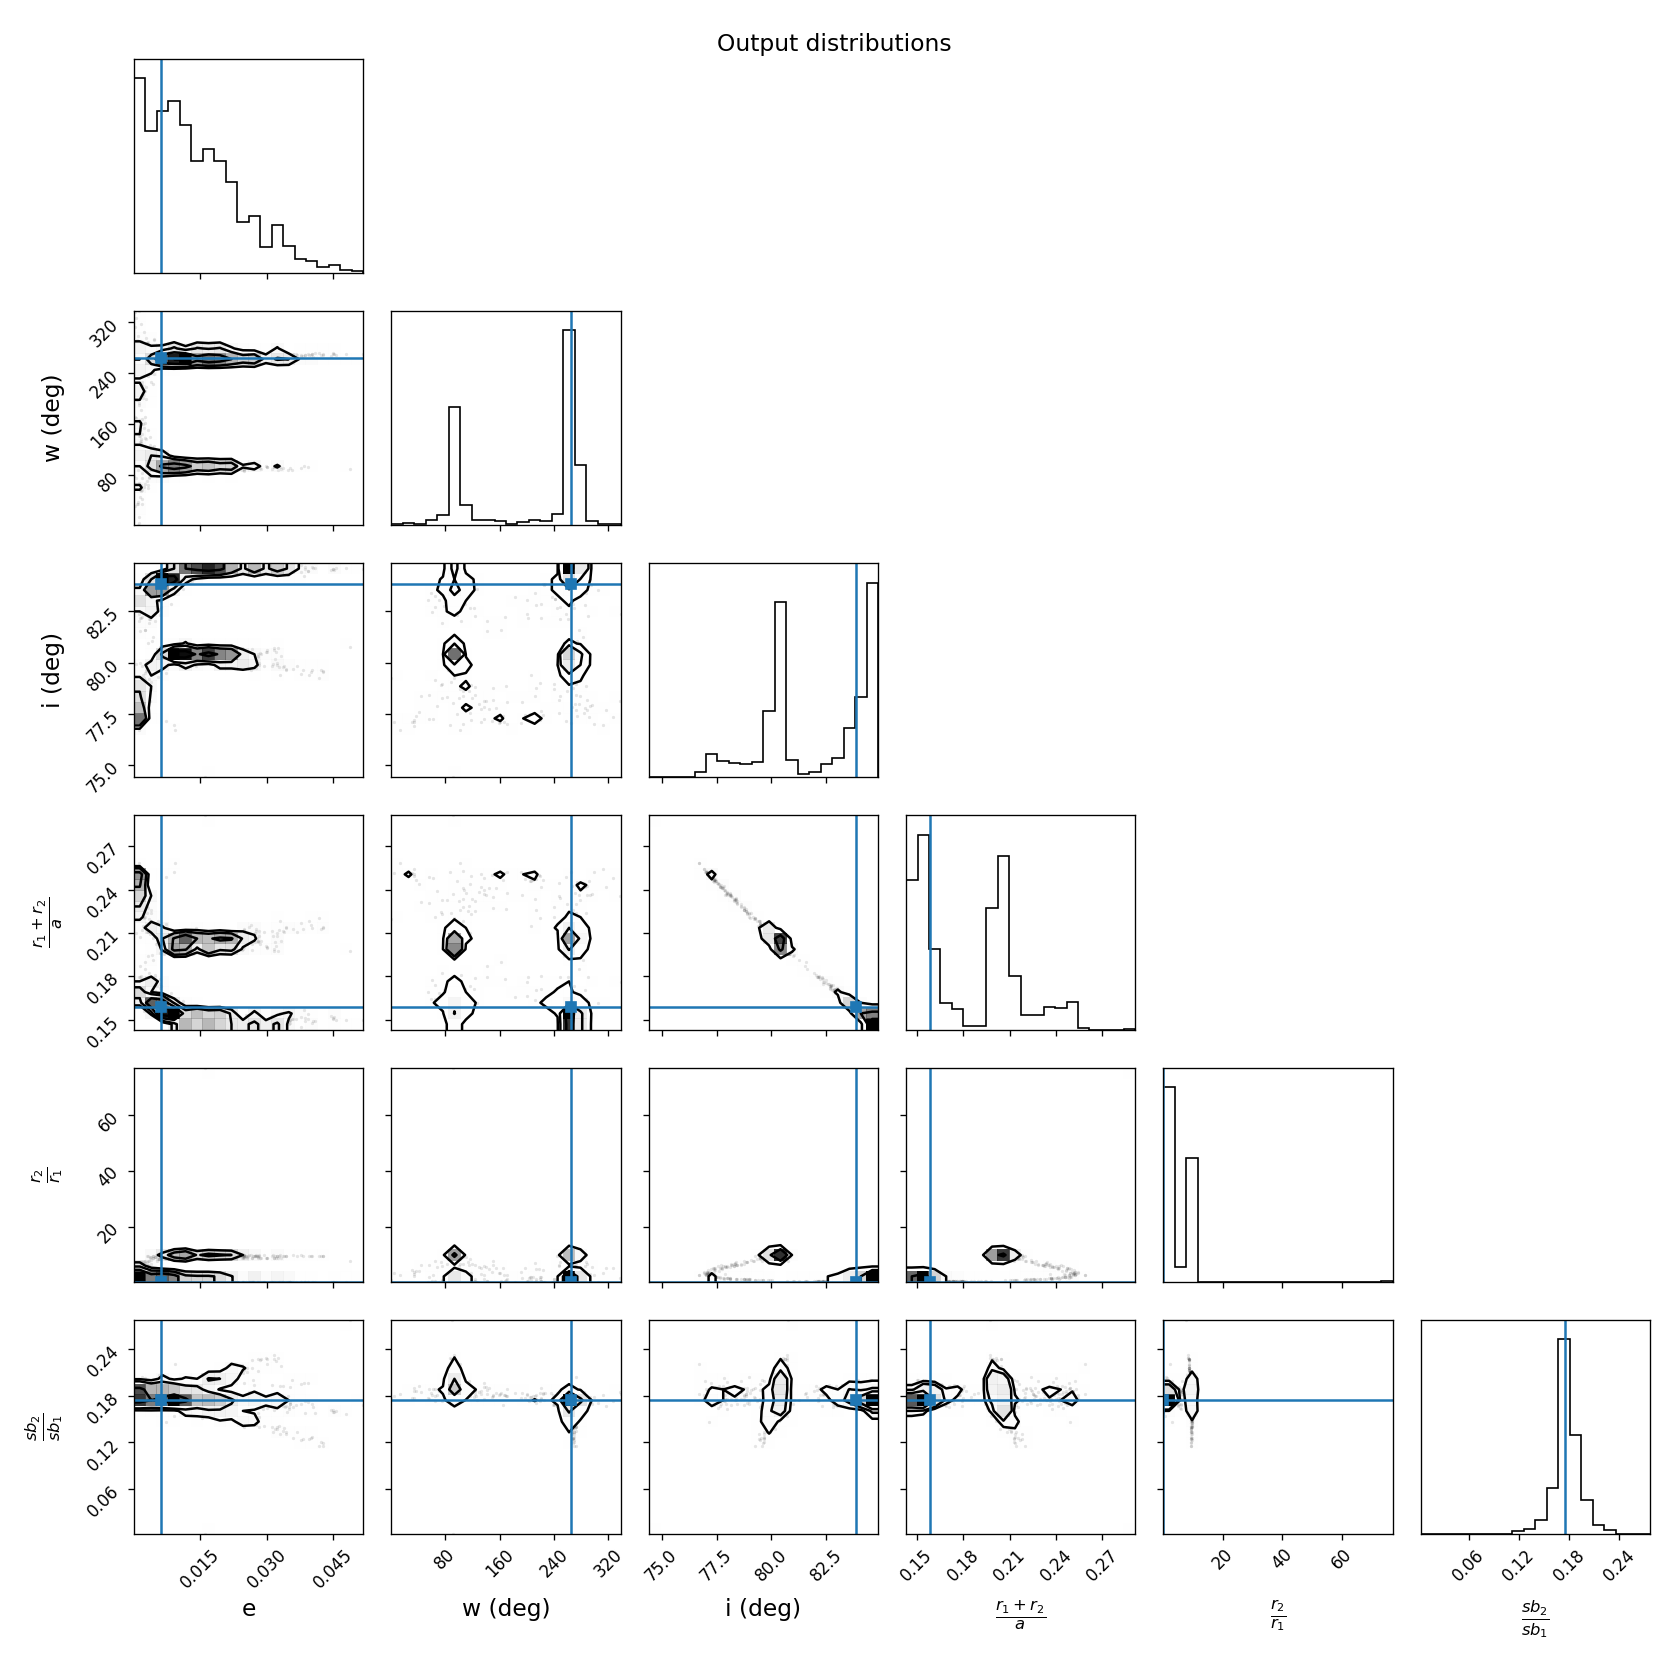 Output distributions
w (deg)
320
240
160
80
i (deg)
82.5
80.0
77.5
75.0
r₁ + r₂
a
0.27
0.24
0.21
0.18
0.15
r₂
r₁
60
40
20
sb₂
sb₁
0.24
0.18
0.12
0.06
0.015 0.030 0.045 80 160 240 320 75.0 77.5 80.0 82.5 0.15 0.18 0.21 0.24 0.27 20 40 60 0.06 0.12 0.18 0.24
e w (deg) i (deg) r₁ + r₂ r₂ sb₂
a r₁ sb₁